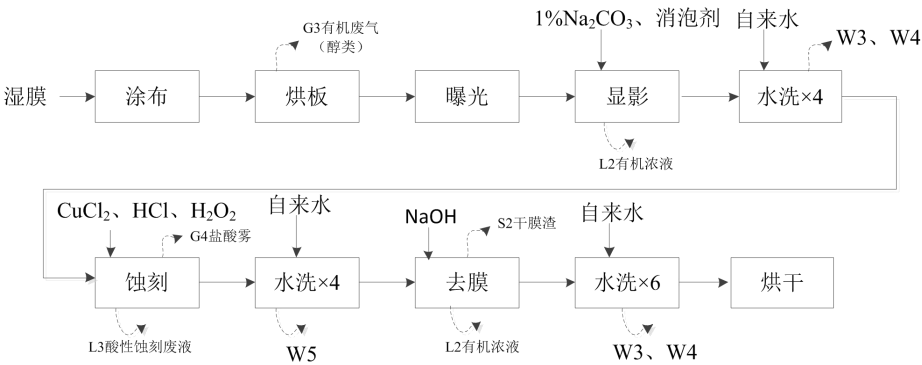 G3有机废气
（醇类）
1%Na₂CO₃、消泡剂
自来水
W3、W4
湿膜
涂布
烘板
曝光
显影
水洗×4
L2有机浓液
CuCl₂、HCl、H₂O₂
G4盐酸雾
自来水
NaOH
S2干膜渣
自来水
蚀刻
水洗×4
去膜
水洗×6
烘干
L3酸性蚀刻废液
W5
L2有机浓液
W3、W4